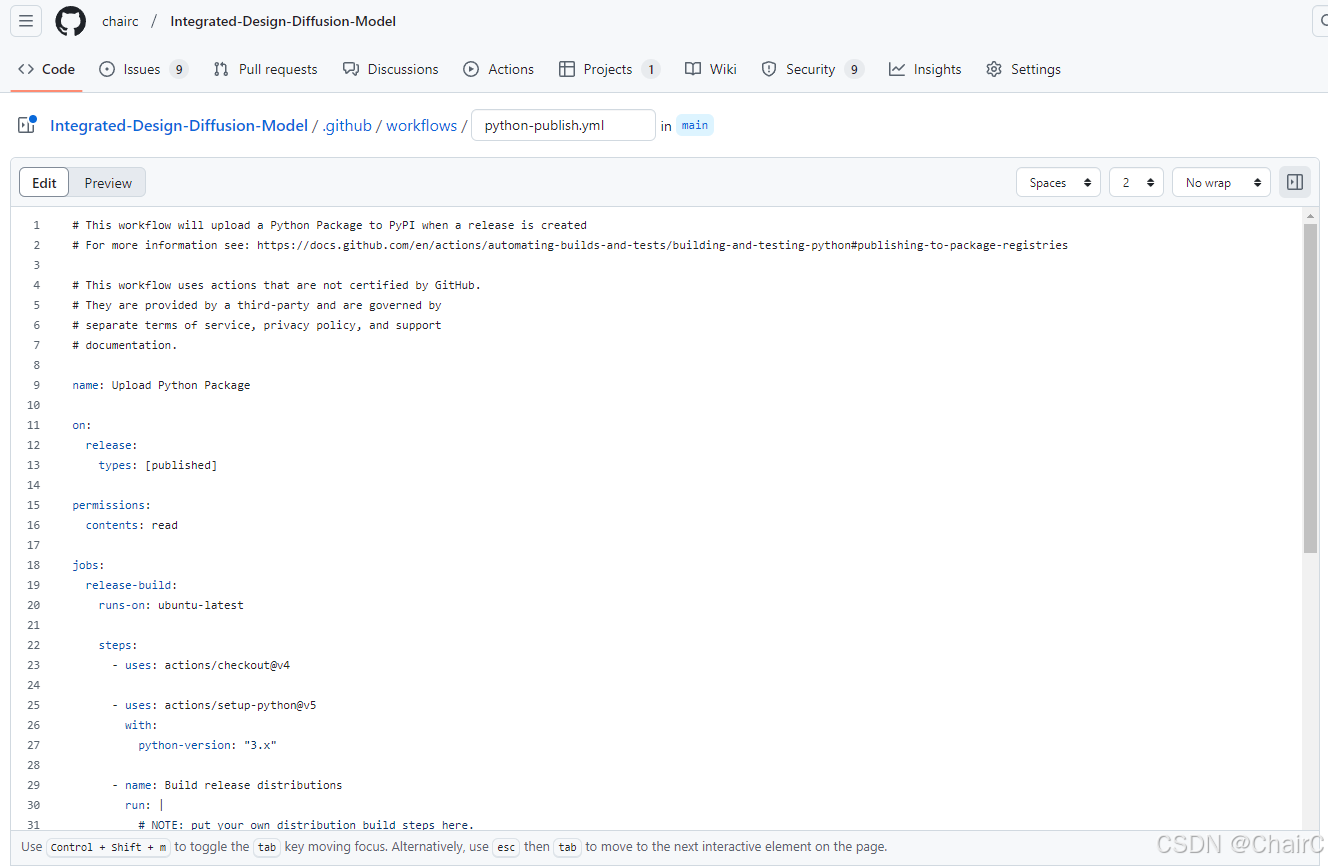 chairc / Integrated-Design-Diffusion-Model
Code Issues 9 Pull requests Discussions Actions Projects 1 Wiki Security 9 Insights Settings
Integrated-Design-Diffusion-Model / .github / workflows / python-publish.yml in main
Edit Preview Spaces 2 No wrap
1 # This workflow will upload a Python Package to PyPI when a release is created
2 # For more information see: https://docs.github.com/en/actions/automating-builds-and-tests/building-and-testing-python#publishing-to-package-registries
3
4 # This workflow uses actions that are not certified by GitHub.
5 # They are provided by a third-party and are governed by
6 # separate terms of service, privacy policy, and support
7 # documentation.
8
9 name: Upload Python Package
10
11 on:
12 release:
13 types: [published]
14
15 permissions:
16 contents: read
17
18 jobs:
19 release-build:
20 runs-on: ubuntu-latest
21
22 steps:
23 - uses: actions/checkout@v4
24
25 - uses: actions/setup-python@v5
26 with:
27 python-version: "3.x"
28
29 - name: Build release distributions
30 run: |
31 # NOTE: put your own distribution build steps here.
Use Control + Shift + m to toggle the tab key moving focus. Alternatively, use esc then tab to move to the next interactive element on the page.
CSDN @ChairC